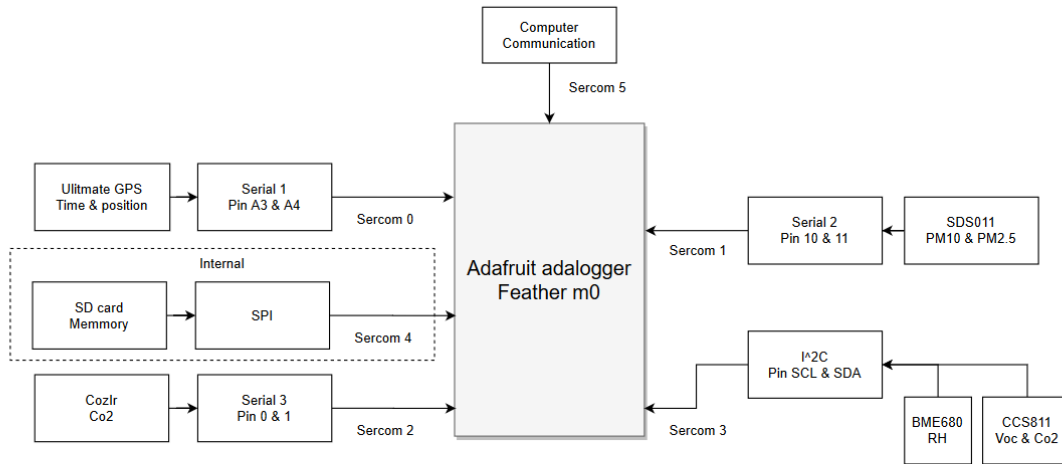 Computer
Communication
Sercom 5
Ulitmate GPS
Time & position
Serial 1
Pin A3 & A4
Sercom 0
Internal
SD card
Memmory
SPI
Sercom 4
CozIr
Co2
Serial 3
Pin 0 & 1
Sercom 2
Adafruit adalogger
Feather m0
Serial 2
Pin 10 & 11
Sercom 1
SDS011
PM10 & PM2.5
I^2C
Pin SCL & SDA
Sercom 3
BME680
RH
CCS811
Voc & Co2